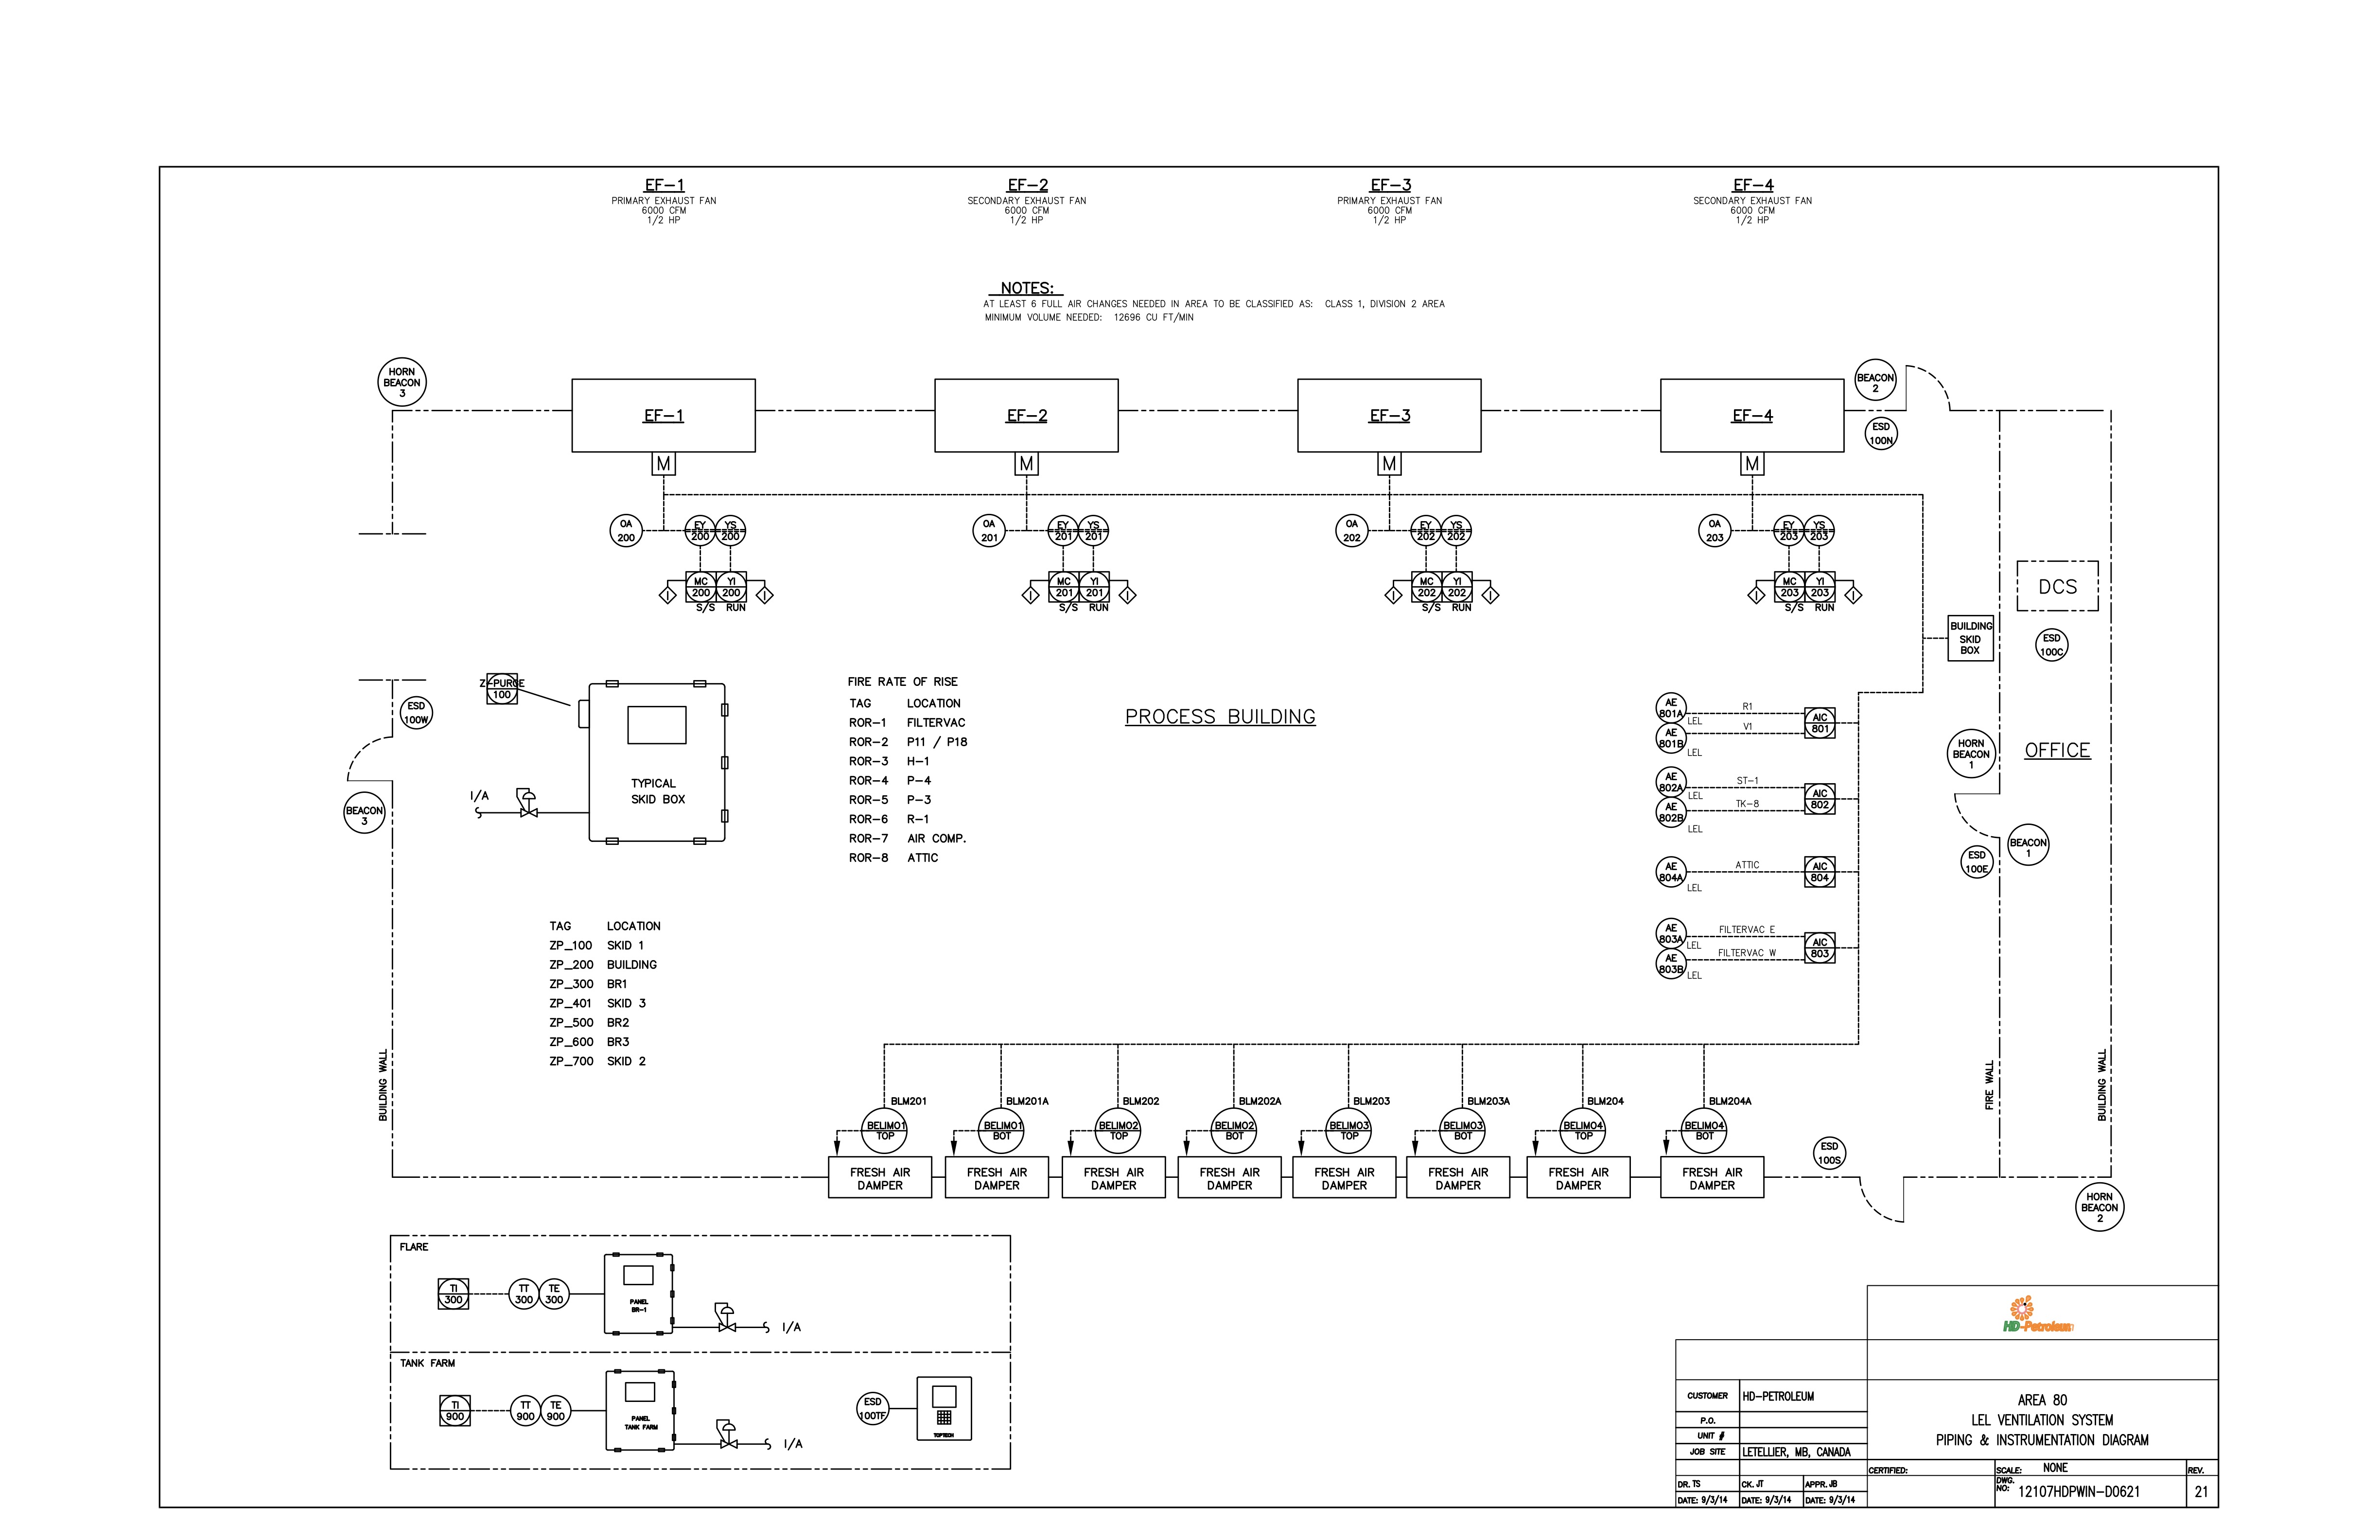 EF-1
PRIMARY EXHAUST FAN
6000 CFM
1/2 HP
EF-2
SECONDARY EXHAUST FAN
6000 CFM
1/2 HP
EF-3
PRIMARY EXHAUST FAN
6000 CFM
1/2 HP
EF-4
SECONDARY EXHAUST FAN
6000 CFM
1/2 HP
NOTES:
AT LEAST 6 FULL AIR CHANGES NEEDED IN AREA TO BE CLASSIFIED AS: CLASS 1, DIVISION 2 AREA
MINIMUM VOLUME NEEDED: 12696 CU FT/MIN
HORN
BEACON
3
EF-1
EF-2
EF-3
EF-4
BEACON
2
ESD
100N
M
M
M
M
OA
200
EY
200
YS
200
OA
201
EY
201
YS
201
OA
202
EY
202
YS
202
OA
203
EY
203
YS
203
I
MC
200
YI
200
I
S/S RUN
I
MC
201
YI
201
I
S/S RUN
I
MC
202
YI
202
I
S/S RUN
I
MC
203
YI
203
I
S/S RUN
DCS
BUILDING
SKID
BOX
ESD
100C
Z-PURGE
100
ESD
100W
BEACON
3
I/A
TYPICAL
SKID BOX
FIRE RATE OF RISE
TAG LOCATION
ROR-1 FILTERVAC
ROR-2 P11 / P18
ROR-3 H-1
ROR-4 P-4
ROR-5 P-3
ROR-6 R-1
ROR-7 AIR COMP.
ROR-8 ATTIC
PROCESS BUILDING
AE
801A
LEL
R1
AE
801B
LEL
V1
AIC
801
AE
802A
LEL
ST-1
AE
802B
LEL
TK-8
AIC
802
AE
804A
LEL
ATTIC
AIC
804
AE
803A
LEL
FILTERVAC E
AE
803B
LEL
FILTERVAC W
AIC
803
HORN
BEACON
1
OFFICE
ESD
100E
BEACON
1
TAG LOCATION
ZP_100 SKID 1
ZP_200 BUILDING
ZP_300 BR1
ZP_401 SKID 3
ZP_500 BR2
ZP_600 BR3
ZP_700 SKID 2
BUILDING WALL
FIRE WALL
BUILDING WALL
BLM201
BELIMO1
TOP
BLM201A
BELIMO1
BOT
BLM202
BELIMO2
TOP
BLM202A
BELIMO2
BOT
BLM203
BELIMO3
TOP
BLM203A
BELIMO3
BOT
BLM204
BELIMO4
TOP
BLM204A
BELIMO4
BOT
FRESH AIR
DAMPER
FRESH AIR
DAMPER
FRESH AIR
DAMPER
FRESH AIR
DAMPER
FRESH AIR
DAMPER
FRESH AIR
DAMPER
FRESH AIR
DAMPER
FRESH AIR
DAMPER
ESD
100S
HORN
BEACON
2
FLARE
TI
300
TT
300
TE
300
PANEL
BR-1
I/A
TANK FARM
TI
900
TT
900
TE
900
PANEL
TANK FARM
I/A
ESD
100TF
TOPTECH
HD-Petroleum
CUSTOMER HD-PETROLEUM
P.O.
UNIT #
JOB SITE LETELLIER, MB, CANADA
AREA 80
LEL VENTILATION SYSTEM
PIPING & INSTRUMENTATION DIAGRAM
DR. TS CK. JT APPR. JB
DATE: 9/3/14 DATE: 9/3/14 DATE: 9/3/14
CERTIFIED:
SCALE: NONE
DWG.
NO: 12107HDPWIN-D0621
REV.
21